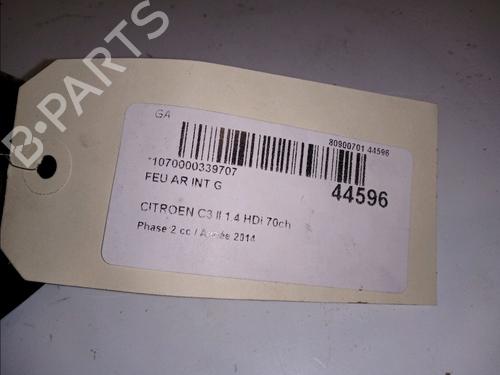 B-PARTS
GA
80900701 44596
*1070000339707
44596
FEU AR INT G
CITROEN C3 II 1.4 HDi 70ch
Phase 2 cc / Année 2014